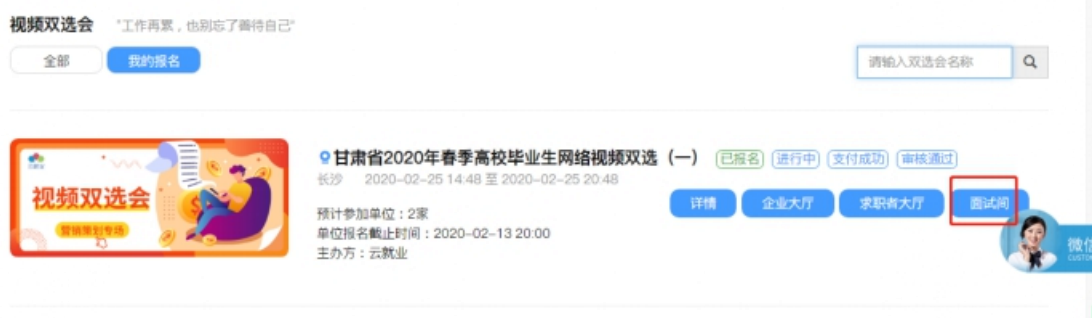 视频双选会 "工作再累，也别忘了善待自己"
全部 我的报名
请输入双选会名称
视频双选会
营销策划专场
甘肃省2020年春季高校毕业生网络视频双选（一） 已报名 进行中 支付成功 审核通过
长沙 2020-02-25 14:48 至 2020-02-25 20:48
详情 企业大厅 求职者大厅 面试间
预计参加单位：2家
单位报名截止时间：2020-02-13 20:00
主办方：云就业
微信